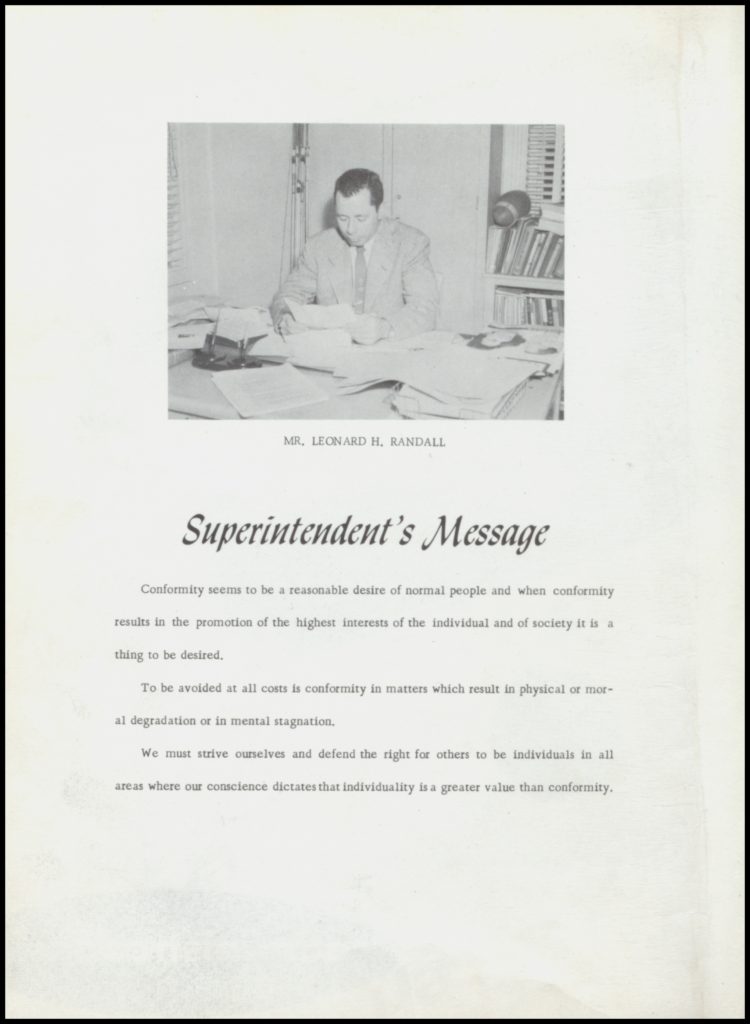 MR. LEONARD H. RANDALL
Superintendent's Message
Conformity seems to be a reasonable desire of normal people and when conformity
results in the promotion of the highest interests of the individual and of society it is a
thing to be desired.
To be avoided at all costs is conformity in matters which result in physical or mor-
al degradation or in mental stagnation.
We must strive ourselves and defend the right for others to be individuals in all
areas where our conscience dictates that individuality is a greater value than conformity.